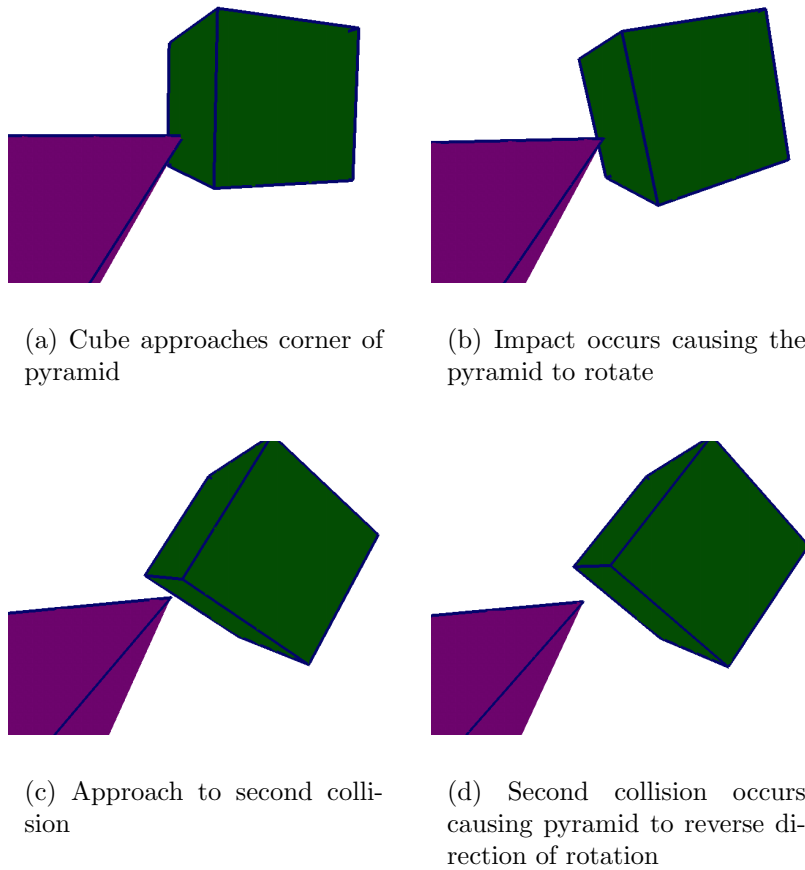 (a) Cube approaches corner of
pyramid
(b) Impact occurs causing the
pyramid to rotate
(c) Approach to second colli-
sion
(d) Second collision occurs
causing pyramid to reverse di-
rection of rotation